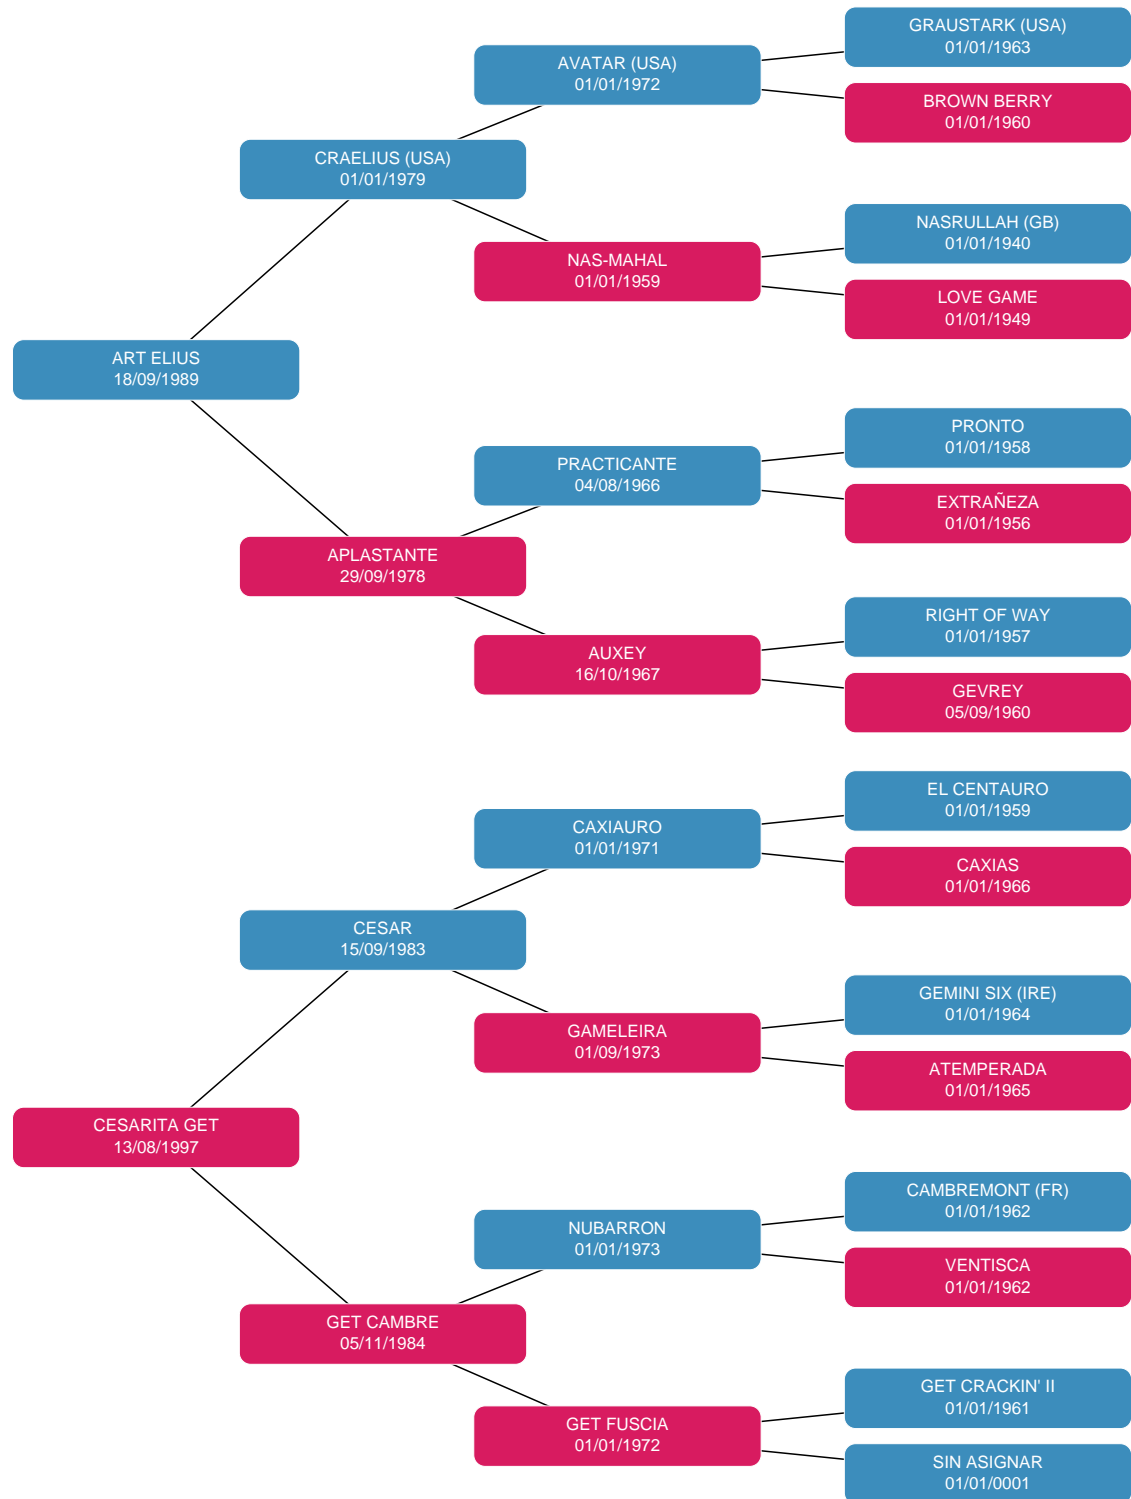 GRAUSTARK (USA)
01/01/1963
AVATAR (USA)
01/01/1972
BROWN BERRY
01/01/1960
CRAELIUS (USA)
01/01/1979
NASRULLAH (GB)
01/01/1940
NAS-MAHAL
01/01/1959
LOVE GAME
01/01/1949
ART ELIUS
18/09/1989
PRONTO
01/01/1958
PRACTICANTE
04/08/1966
EXTRAÑEZA
01/01/1956
APLASTANTE
29/09/1978
RIGHT OF WAY
01/01/1957
AUXEY
16/10/1967
GEVREY
05/09/1960
EL CENTAURO
01/01/1959
CAXIAURO
01/01/1971
CAXIAS
01/01/1966
CESAR
15/09/1983
GEMINI SIX (IRE)
01/01/1964
GAMELEIRA
01/09/1973
ATEMPERADA
01/01/1965
CESARITA GET
13/08/1997
CAMBREMONT (FR)
01/01/1962
NUBARRON
01/01/1973
VENTISCA
01/01/1962
GET CAMBRE
05/11/1984
GET CRACKIN' II
01/01/1961
GET FUSCIA
01/01/1972
SIN ASIGNAR
01/01/0001